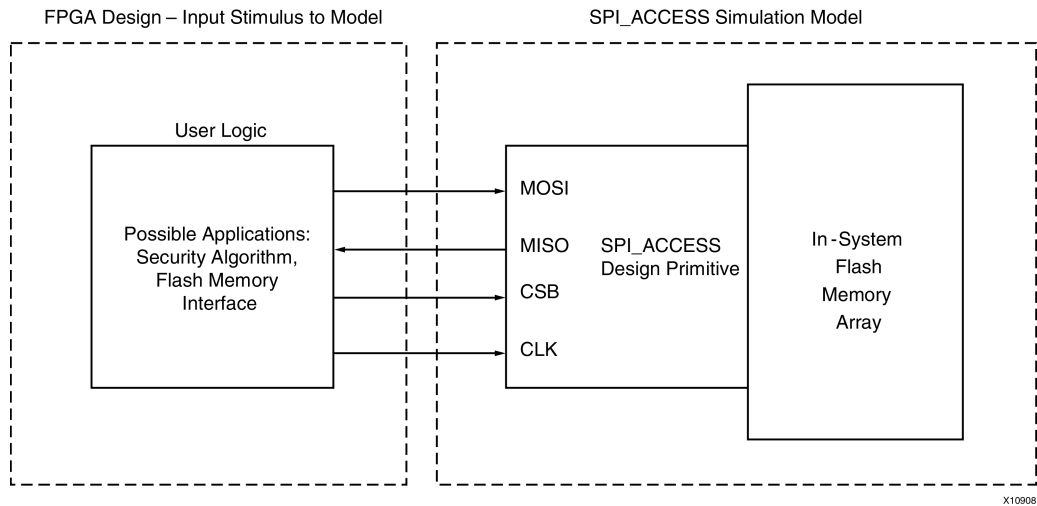 FPGA Design – Input Stimulus to Model
SPI_ACCESS Simulation Model
User Logic
Possible Applications:
Security Algorithm,
Flash Memory
Interface
MOSI
MISO
CSB
CLK
SPI_ACCESS
Design Primitive
In-System
Flash
Memory
Array
X10908